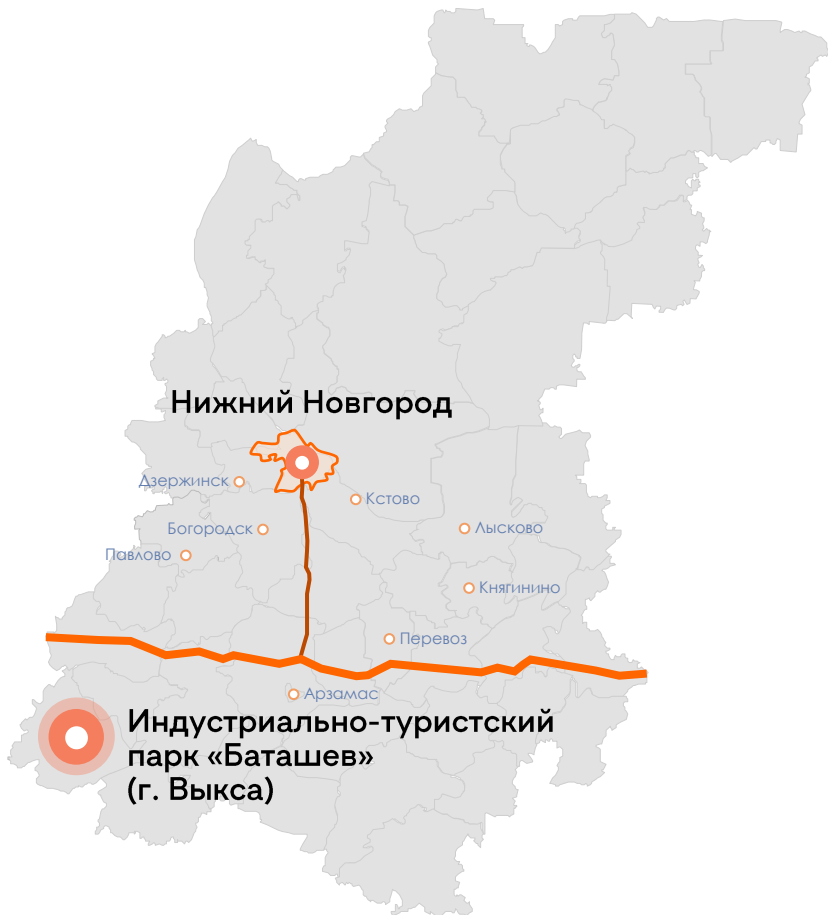 Нижний Новгород
Дзержинск
Кстово
Богородск
Лысково
Павлово
Княгинино
Перевоз
Арзамас
Индустриально-туристский
парк «Баташев»
(г. Выкса)